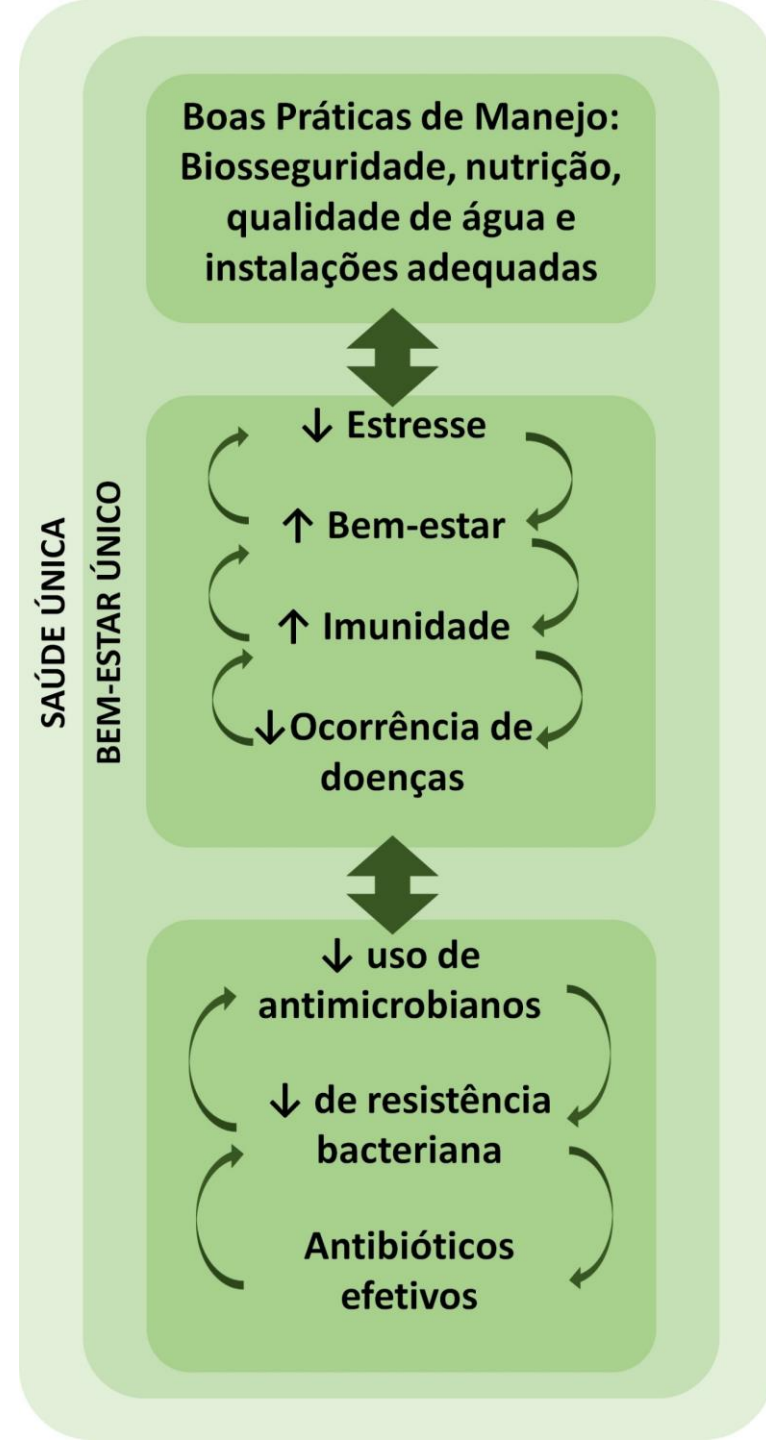 SAÚDE ÚNICA
BEM-ESTAR ÚNICO
Boas Práticas de Manejo:
Biosseguridade, nutrição,
qualidade de água e
instalações adequadas
↓ Estresse
↑ Bem-estar
↑ Imunidade
↓Ocorrência de
doenças
↓ uso de
antimicrobianos
↓ de resistência
bacteriana
Antibióticos
efetivos